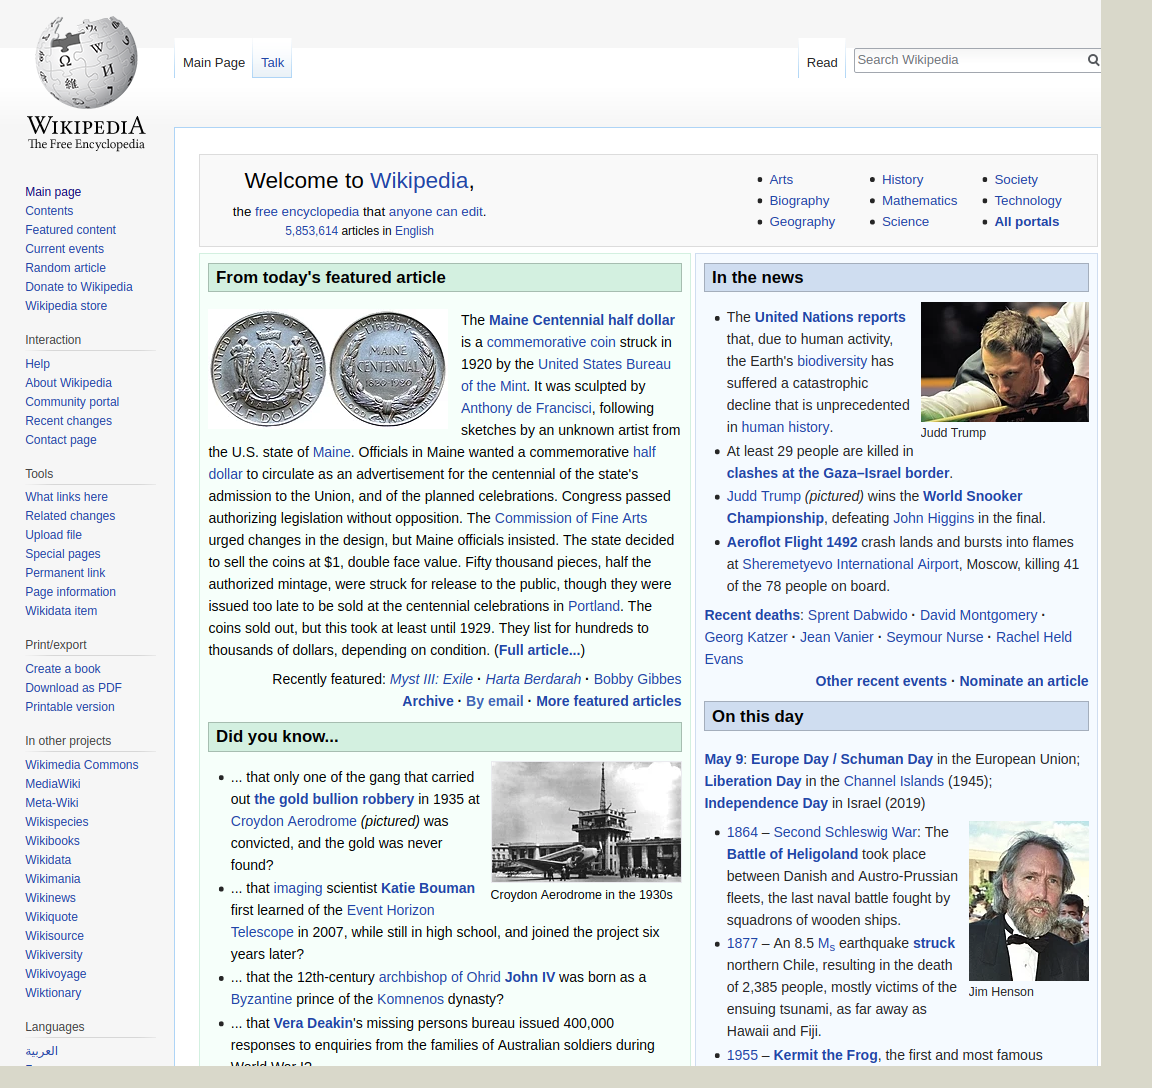 WIKIPEDIA
The Free Encyclopedia
Main Page
Talk
Read
Search Wikipedia
Main page
Contents
Featured content
Current events
Random article
Donate to Wikipedia
Wikipedia store
Interaction
Help
About Wikipedia
Community portal
Recent changes
Contact page
Tools
What links here
Related changes
Upload file
Special pages
Permanent link
Page information
Wikidata item
Print/export
Create a book
Download as PDF
Printable version
In other projects
Wikimedia Commons
MediaWiki
Meta-Wiki
Wikispecies
Wikibooks
Wikidata
Wikimania
Wikinews
Wikiquote
Wikisource
Wikiversity
Wikivoyage
Wiktionary
Languages
العربية
Welcome to Wikipedia,
the free encyclopedia that anyone can edit.
5,853,614 articles in English
Arts
Biography
Geography
History
Mathematics
Science
Society
Technology
All portals
From today's featured article
UNITED STATES OF AMERICA
HALF DOLLAR
E PLURIBUS UNUM
LIBERTY
MAINE
CENTENNIAL
1820-1920
IN GOD WE TRUST
The Maine Centennial half dollar
is a commemorative coin struck in
1920 by the United States Bureau
of the Mint. It was sculpted by
Anthony de Francisci, following
sketches by an unknown artist from
the U.S. state of Maine. Officials in Maine wanted a commemorative half
dollar to circulate as an advertisement for the centennial of the state's
admission to the Union, and of the planned celebrations. Congress passed
authorizing legislation without opposition. The Commission of Fine Arts
urged changes in the design, but Maine officials insisted. The state decided
to sell the coins at $1, double face value. Fifty thousand pieces, half the
authorized mintage, were struck for release to the public, though they were
issued too late to be sold at the centennial celebrations in Portland. The
coins sold out, but this took at least until 1929. They list for hundreds to
thousands of dollars, depending on condition. (Full article...)
Recently featured: Myst III: Exile · Harta Berdarah · Bobby Gibbes
Archive · By email · More featured articles
Did you know...
... that only one of the gang that carried
out the gold bullion robbery in 1935 at
Croydon Aerodrome (pictured) was
convicted, and the gold was never
found?
Croydon Aerodrome in the 1930s
... that imaging scientist Katie Bouman
first learned of the Event Horizon
Telescope in 2007, while still in high school, and joined the project six
years later?
... that the 12th-century archbishop of Ohrid John IV was born as a
Byzantine prince of the Komnenos dynasty?
... that Vera Deakin's missing persons bureau issued 400,000
responses to enquiries from the families of Australian soldiers during
World War I?
In the news
The United Nations reports
that, due to human activity,
the Earth's biodiversity has
suffered a catastrophic
decline that is unprecedented
in human history.
Judd Trump
At least 29 people are killed in
clashes at the Gaza–Israel border.
Judd Trump (pictured) wins the World Snooker
Championship, defeating John Higgins in the final.
Aeroflot Flight 1492 crash lands and bursts into flames
at Sheremetyevo International Airport, Moscow, killing 41
of the 78 people on board.
Recent deaths: Sprent Dabwido · David Montgomery ·
Georg Katzer · Jean Vanier · Seymour Nurse · Rachel Held
Evans
Other recent events · Nominate an article
On this day
May 9: Europe Day / Schuman Day in the European Union;
Liberation Day in the Channel Islands (1945);
Independence Day in Israel (2019)
1864 – Second Schleswig War: The
Battle of Heligoland took place
between Danish and Austro-Prussian
fleets, the last naval battle fought by
squadrons of wooden ships.
1877 – An 8.5 Ms earthquake struck
northern Chile, resulting in the death
of 2,385 people, mostly victims of the
ensuing tsunami, as far away as
Hawaii and Fiji.
Jim Henson
1955 – Kermit the Frog, the first and most famous